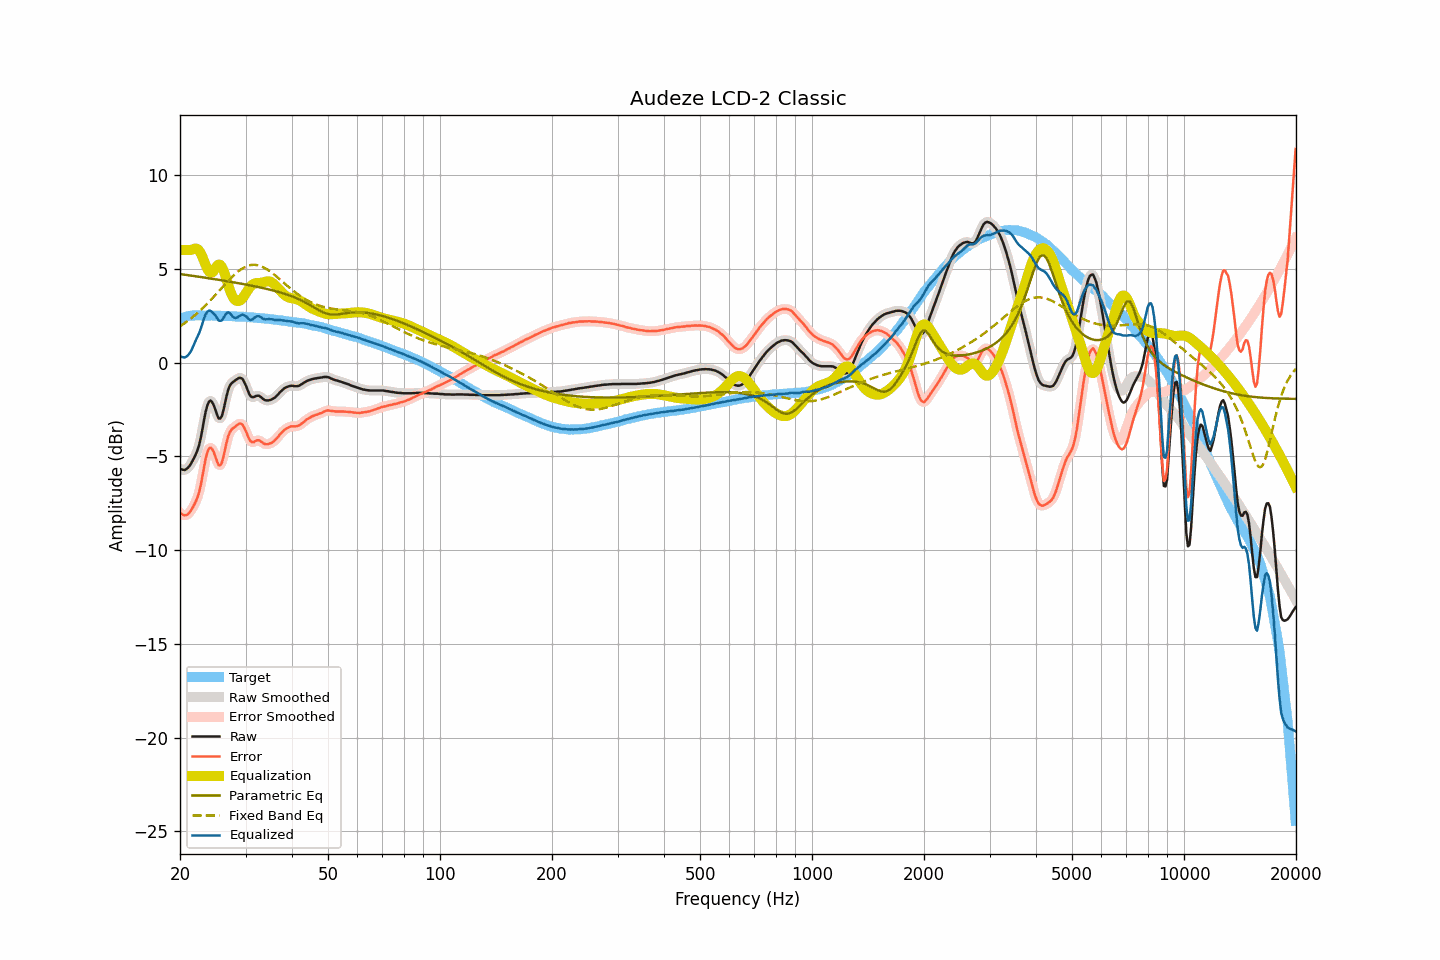 Audeze LCD-2 Classic
10
5
0
−5
−10
−15
−20
−25
Amplitude (dBr)
Target
Raw Smoothed
Error Smoothed
Raw
Error
Equalization
Parametric Eq
Fixed Band Eq
Equalized
20 50 100 200 500 1000 2000 5000 10000 20000
Frequency (Hz)